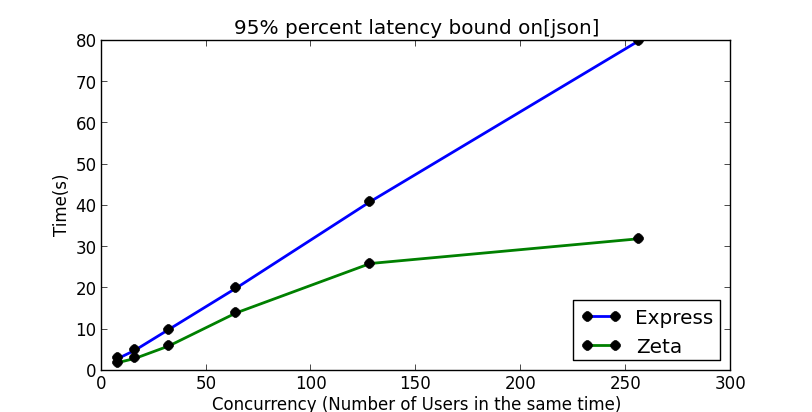 95% percent latency bound on[json]
Time(s)
80
70
60
50
40
30
20
10
0
0 50 100 150 200 250 300
Concurrency (Number of Users in the same time)
Express
Zeta